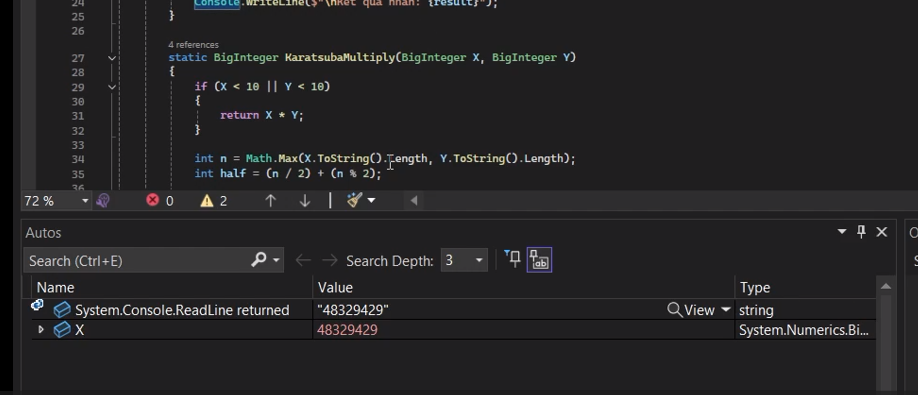 24 Console.WriteLine($"\nKet qua nhan: {result}");
25 }
26
4 references
27 static BigInteger KaratsubaMultiply(BigInteger X, BigInteger Y)
28 {
29 if (X < 10 || Y < 10)
30 {
31 return X * Y;
32 }
33
34 int n = Math.Max(X.ToString().Length, Y.ToString().Length);
35 int half = (n / 2) + (n % 2);
36
72 % 0 2
Autos
Search (Ctrl+E) Search Depth: 3
Name Value Type
System.Console.ReadLine returned "48329429" View string
X 48329429 System.Numerics.Bi...